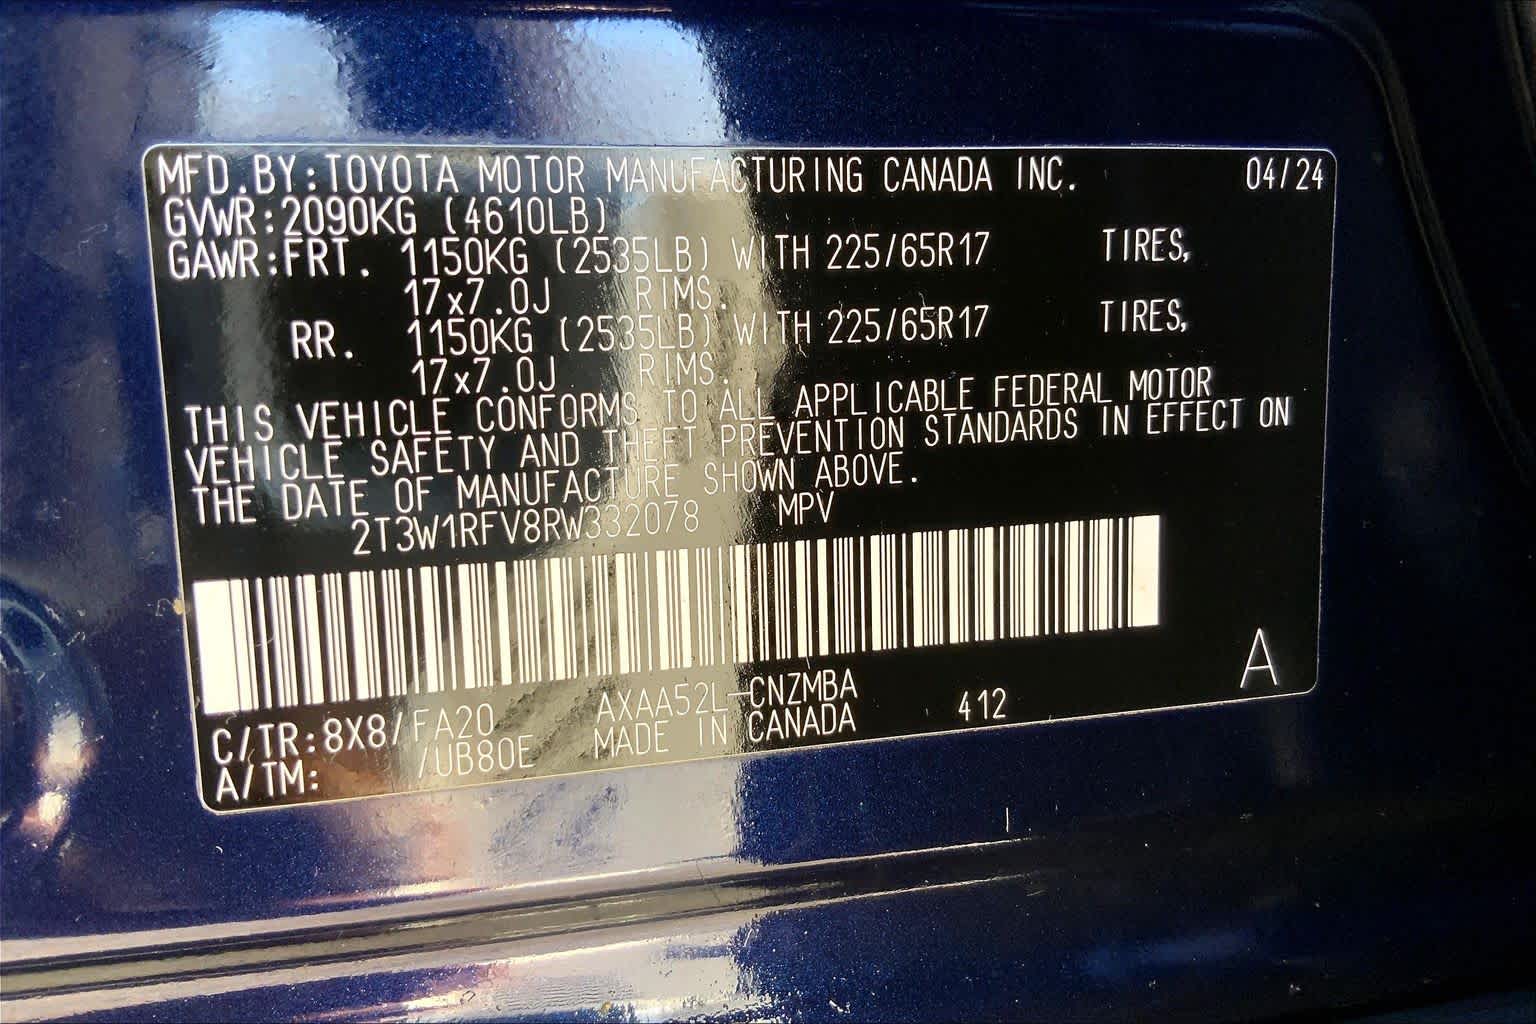 MFD.BY:TOYOTA MOTOR MANUFACTURING CANADA INC. 04/24
GVWR:2090KG (4610LB)
GAWR:FRT. 1150KG (2535LB) WITH 225/65R17 TIRES,
17x7.0J RIMS.
RR. 1150KG (2535LB) WITH 225/65R17 TIRES,
17x7.0J RIMS.
THIS VEHICLE CONFORMS TO ALL APPLICABLE FEDERAL MOTOR
VEHICLE SAFETY AND THEFT PREVENTION STANDARDS IN EFFECT ON
THE DATE OF MANUFACTURE SHOWN ABOVE.
2T3W1RFV8RW332078 MPV
A
C/TR:8X8/FA20 AXAA52L-CNZMBA 412
A/TM: /UB80E MADE IN CANADA